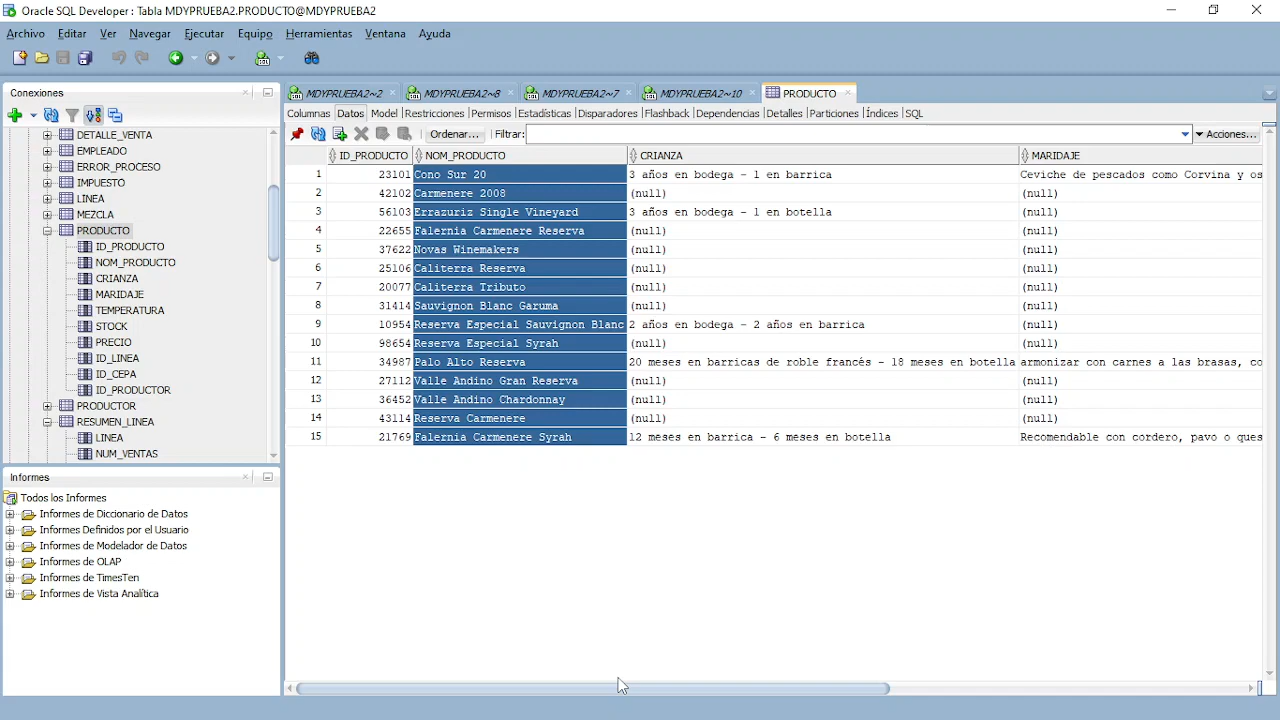 Oracle SQL Developer : Tabla MDYPRUEBA2.PRODUCTO@MDYPRUEBA2
Archivo Editar Ver Navegar Ejecutar Equipo Herramientas Ventana Ayuda
Conexiones
DETALLE_VENTA
EMPLEADO
ERROR_PROCESO
IMPUESTO
LINEA
MEZCLA
PRODUCTO
ID_PRODUCTO
NOM_PRODUCTO
CRIANZA
MARIDAJE
TEMPERATURA
STOCK
PRECIO
ID_LINEA
ID_CEPA
ID_PRODUCTOR
PRODUCTOR
RESUMEN_LINEA
LINEA
NUM_VENTAS
Informes
Todos los Informes
Informes de Diccionario de Datos
Informes Definidos por el Usuario
Informes de Modelador de Datos
Informes de OLAP
Informes de TimesTen
Informes de Vista Analítica
MDYPRUEBA2~2 MDYPRUEBA2~8 MDYPRUEBA2~7 MDYPRUEBA2~10 PRODUCTO
Columnas Datos Model Restricciones Permisos Estadísticas Disparadores Flashback Dependencias Detalles Particiones Índices SQL
Ordenar... Filtrar: Acciones...
ID_PRODUCTO NOM_PRODUCTO CRIANZA MARIDAJE
1 23101 Cono Sur 20 3 años en bodega - 1 en barrica Ceviche de pescados como Corvina y os
2 42102 Carmenere 2008 (null) (null)
3 56103 Errazuriz Single Vineyard 3 años en bodega - 1 en botella (null)
4 22655 Falernia Carmenere Reserva (null) (null)
5 37622 Novas Winemakers (null) (null)
6 25106 Caliterra Reserva (null) (null)
7 20077 Caliterra Tributo (null) (null)
8 31414 Sauvignon Blanc Garuma (null) (null)
9 10954 Reserva Especial Sauvignon Blanc 2 años en bodega - 2 años en barrica (null)
10 98654 Reserva Especial Syrah (null) (null)
11 34987 Palo Alto Reserva 20 meses en barricas de roble francés - 18 meses en botella armonizar con carnes a las brasas, co
12 27112 Valle Andino Gran Reserva (null) (null)
13 36452 Valle Andino Chardonnay (null) (null)
14 43114 Reserva Carmenere (null) (null)
15 21769 Falernia Carmenere Syrah 12 meses en barrica - 6 meses en botella Recomendable con cordero, pavo o ques